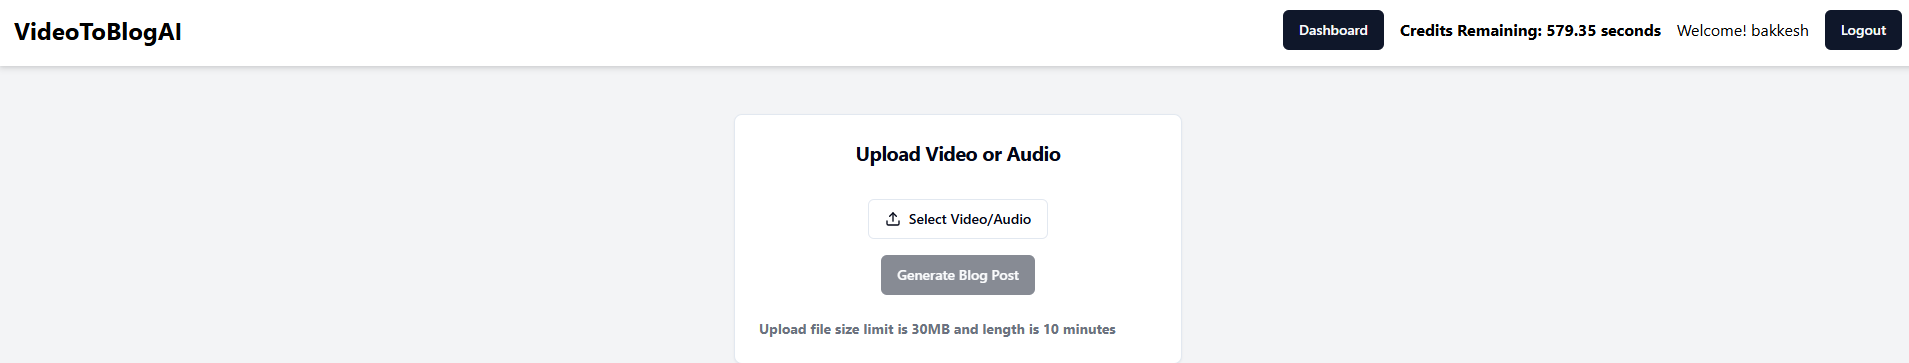 VideoToBlogAI
Dashboard
Credits Remaining: 579.35 seconds
Welcome! bakkesh
Logout
Upload Video or Audio
Select Video/Audio
Generate Blog Post
Upload file size limit is 30MB and length is 10 minutes